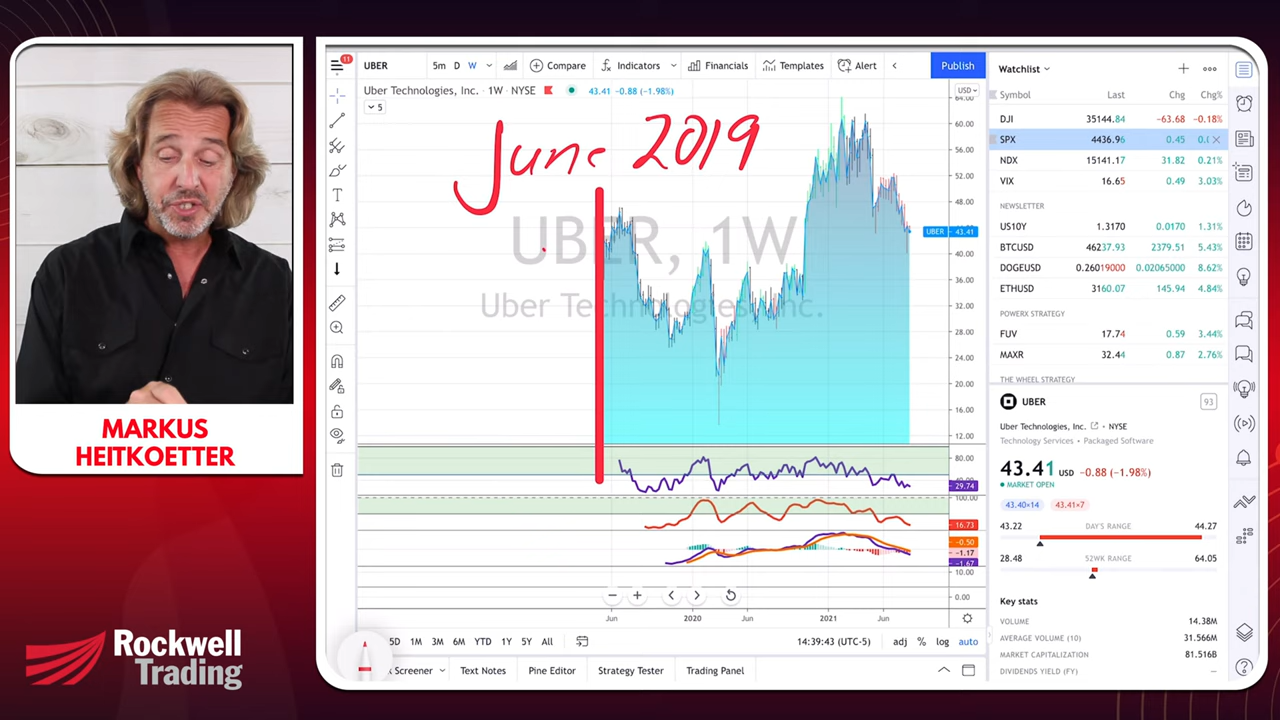 MARKUS
HEITKOETTER
Rockwell
Trading
11
UBER
5m D W
Compare
Indicators
Financials
Templates
Alert
Publish
Uber Technologies, Inc. · 1W · NYSE
43.41 -0.88 (-1.98%)
5
USD
June 2019
UBER, 1W
Uber Technologies, Inc.
64.00
60.00
56.00
52.00
48.00
UBER 43.41
40.00
36.00
32.00
28.00
24.00
20.00
16.00
12.00
80.00
29.74
100.00
16.73
-0.50
-1.17
-1.67
10.00
0.00
Jun 2020 Jun 2021 Jun
5D 1M 3M 6M YTD 1Y 5Y All
14:39:43 (UTC-5) adj % log auto
Screener
Text Notes
Pine Editor
Strategy Tester
Trading Panel
Watchlist
Symbol Last Chg Chg%
DJI 35144.84 -63.68 -0.18%
SPX 4436.96 0.45
NDX 15141.17 31.82 0.21%
VIX 16.65 0.49 3.03%
NEWSLETTER
US10Y 1.3170 0.0170 1.31%
BTCUSD 46237.93 2379.51 5.43%
DOGEUSD 0.26019000 0.02065000 8.62%
ETHUSD 3160.07 145.94 4.84%
POWERX STRATEGY
FUV 17.74 0.59 3.44%
MAXR 32.44 0.87 2.76%
THE WHEEL STRATEGY
UBER 93
Uber Technologies, Inc. · NYSE
Technology Services · Packaged Software
43.41 USD -0.88 (-1.98%)
MARKET OPEN
43.40×14 43.41×7
43.22 DAY'S RANGE 44.27
28.48 52WK RANGE 64.05
Key stats
VOLUME 14.38M
AVERAGE VOLUME (10) 31.566M
MARKET CAPITALIZATION 81.516B
DIVIDENDS YIELD (FY) —